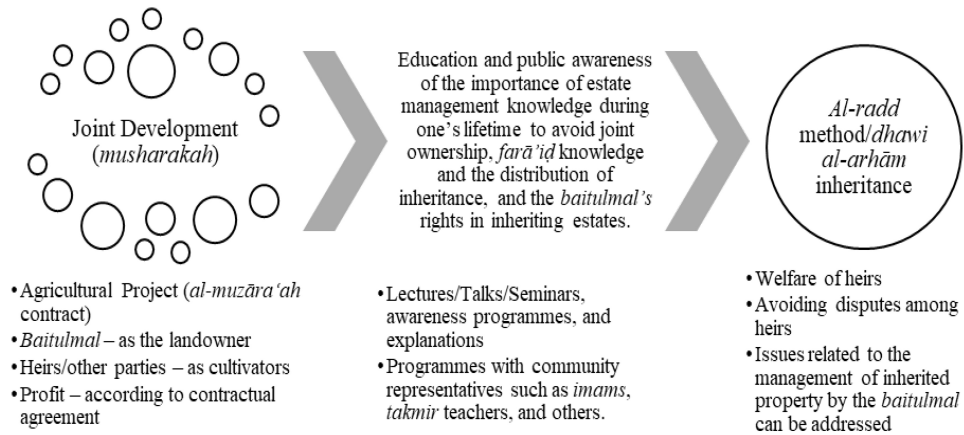 Joint Development
(musharakah)
•Agricultural Project (al-muzāra‘ah
contract)
•Baitulmal – as the landowner
•Heirs/other parties – as cultivators
•Profit – according to contractual
agreement
Education and public awareness
of the importance of estate
management knowledge during
one’s lifetime to avoid joint
ownership, farā’iḍ knowledge
and the distribution of
inheritance, and the baitulmal’s
rights in inheriting estates.
•Lectures/Talks/Seminars,
awareness programmes, and
explanations
•Programmes with community
representatives such as imams,
takmir teachers, and others.
Al-radd
method/dhawi
al-arhām
inheritance
•Welfare of heirs
•Avoiding disputes among
heirs
•Issues related to the
management of inherited
property by the baitulmal
can be addressed